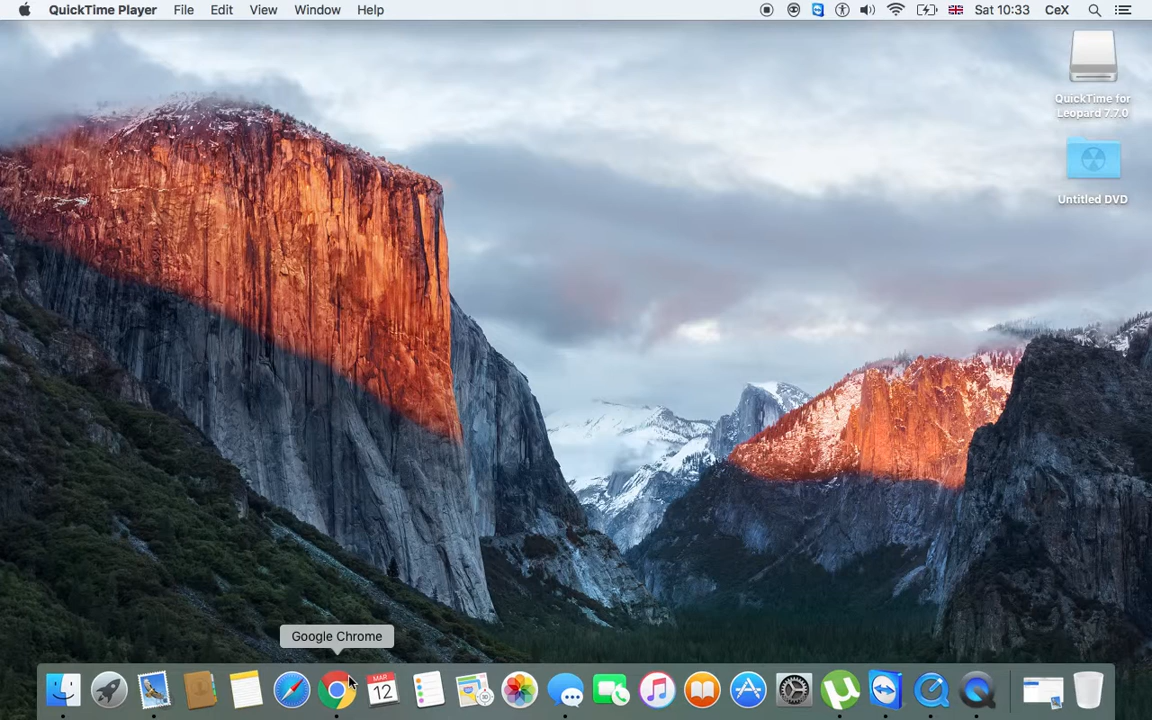 QuickTime Player File Edit View Window Help Sat 10:33 CeX
QuickTime for
Leopard 7.7.0
Untitled DVD
Google Chrome
MAR
12